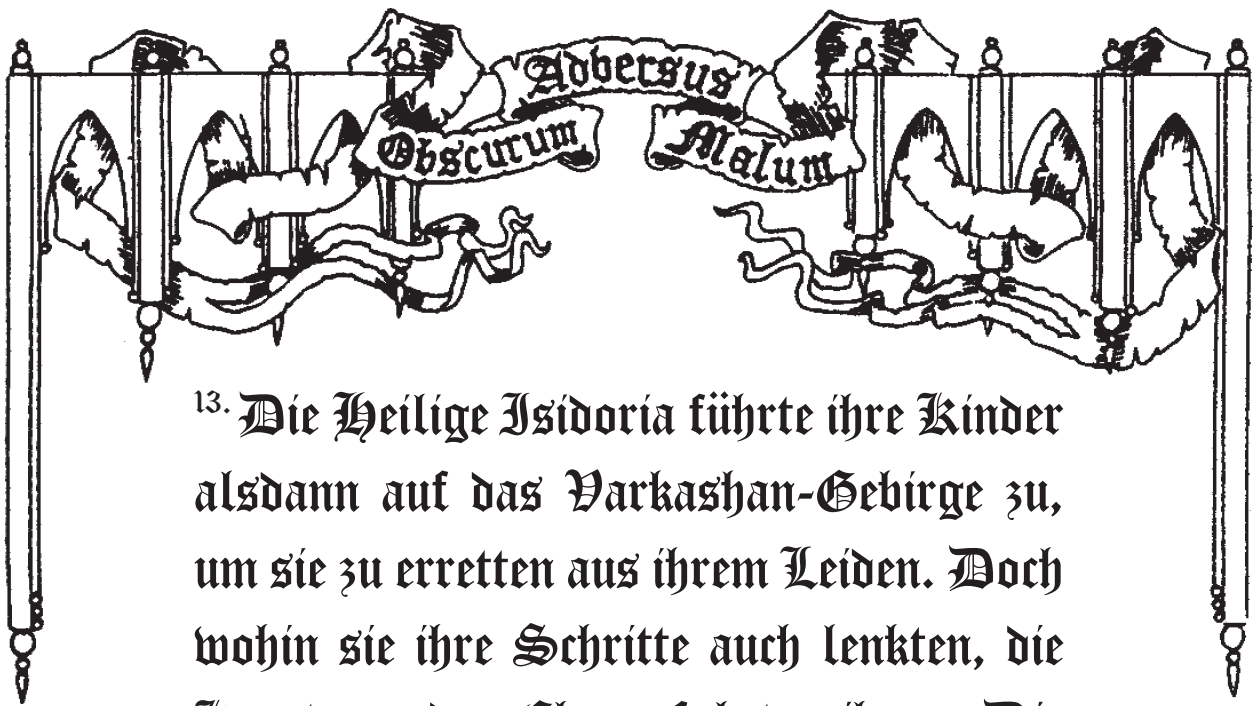 Adversus
Obscurum Malum
13. Die Heilige Isidoria führte ihre Kinder
alsdann auf das Varkashan-Gebirge zu,
um sie zu erretten aus ihrem Leiden. Doch
wohin sie ihre Schritte auch lenkten, die